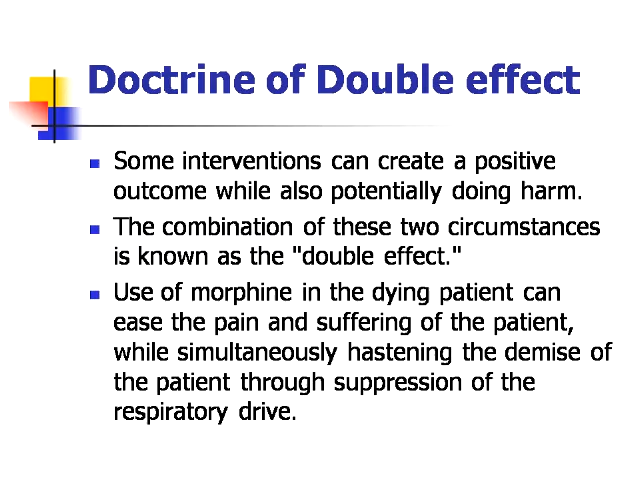 Doctrine of Double effect
Some interventions can create a positive
outcome while also potentially doing harm.
The combination of these two circumstances
is known as the "double effect."
Use of morphine in the dying patient can
ease the pain and suffering of the patient,
while simultaneously hastening the demise of
the patient through suppression of the
respiratory drive.